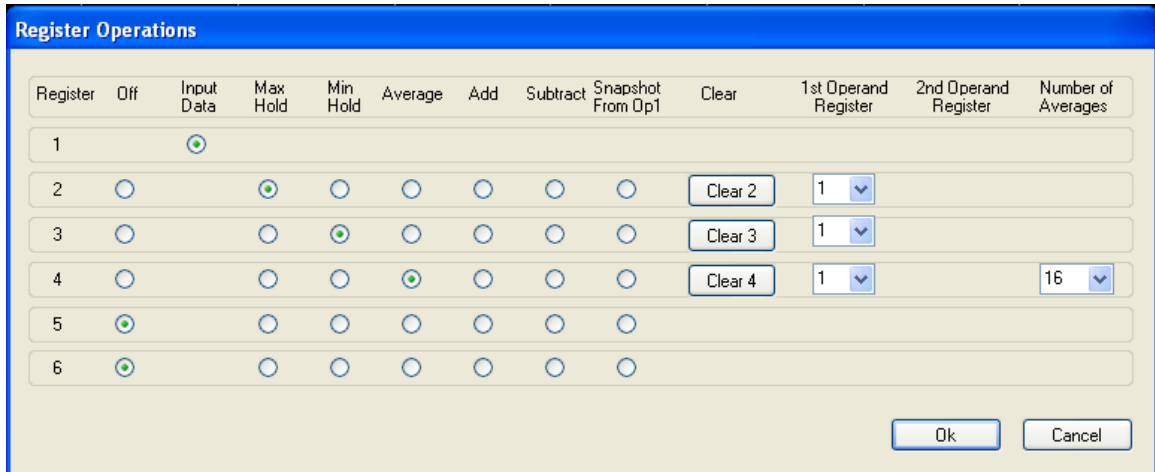 Register Operations
Register Off Input Data Max Hold Min Hold Average Add Subtract Snapshot From Op1 Clear 1st Operand Register 2nd Operand Register Number of Averages
1
2 Clear 2 1
3 Clear 3 1
4 Clear 4 1 16
5
6
Ok Cancel